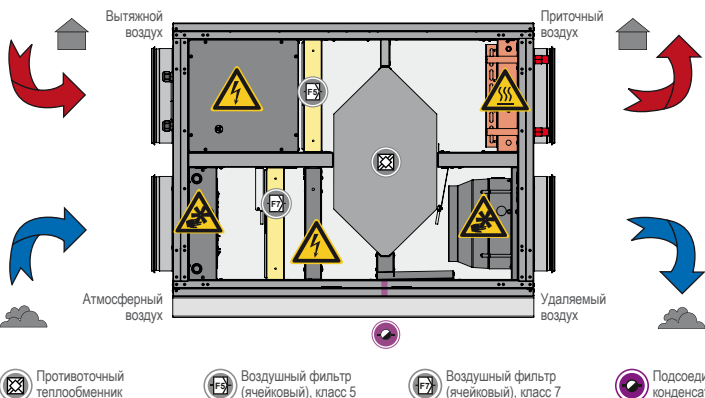 Вытяжной
воздух
Приточный
воздух
F5
F7
Атмосферный
воздух
Удаляемый
воздух
Противоточный
теплообменник
F5
Воздушный фильтр
(ячейковый), класс 5
F7
Воздушный фильтр
(ячейковый), класс 7